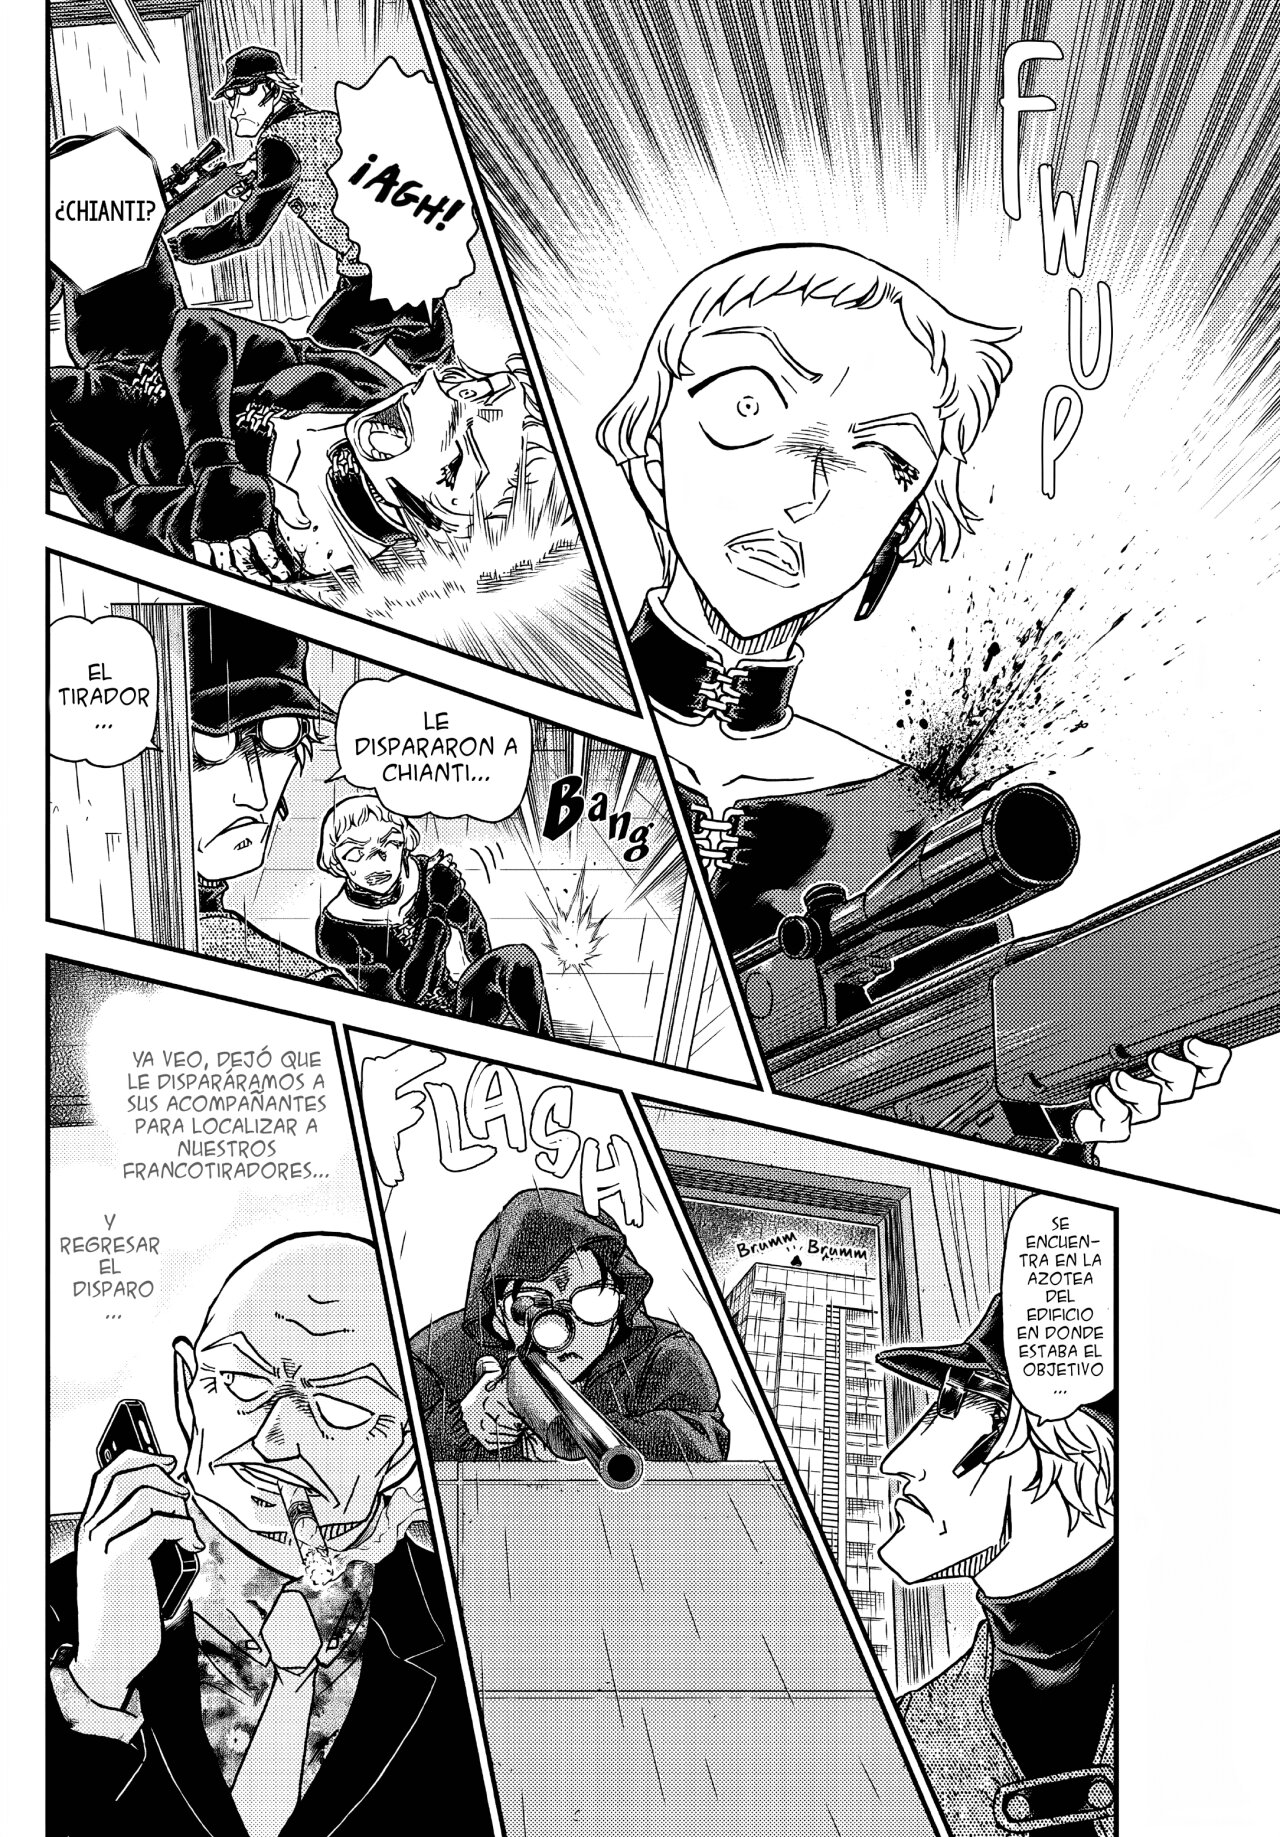 FWUP
¡AGH!
¿CHIANTI?
LE
DISPARARON A
CHIANTI...
Bang
EL
TIRADOR
...
SE
ENCUEN-
TRA EN LA
AZOTEA
DEL
EDIFICIO
EN DONDE
ESTABA EL
OBJETIVO
...
Brumm ... Brumm
FLASH
YA VEO, DEJÓ QUE
LE DISPARÁRAMOS A
SUS ACOMPAÑANTES
PARA LOCALIZAR A
NUESTROS
FRANCOTIRADORES...
Y
REGRESAR
EL
DISPARO
...